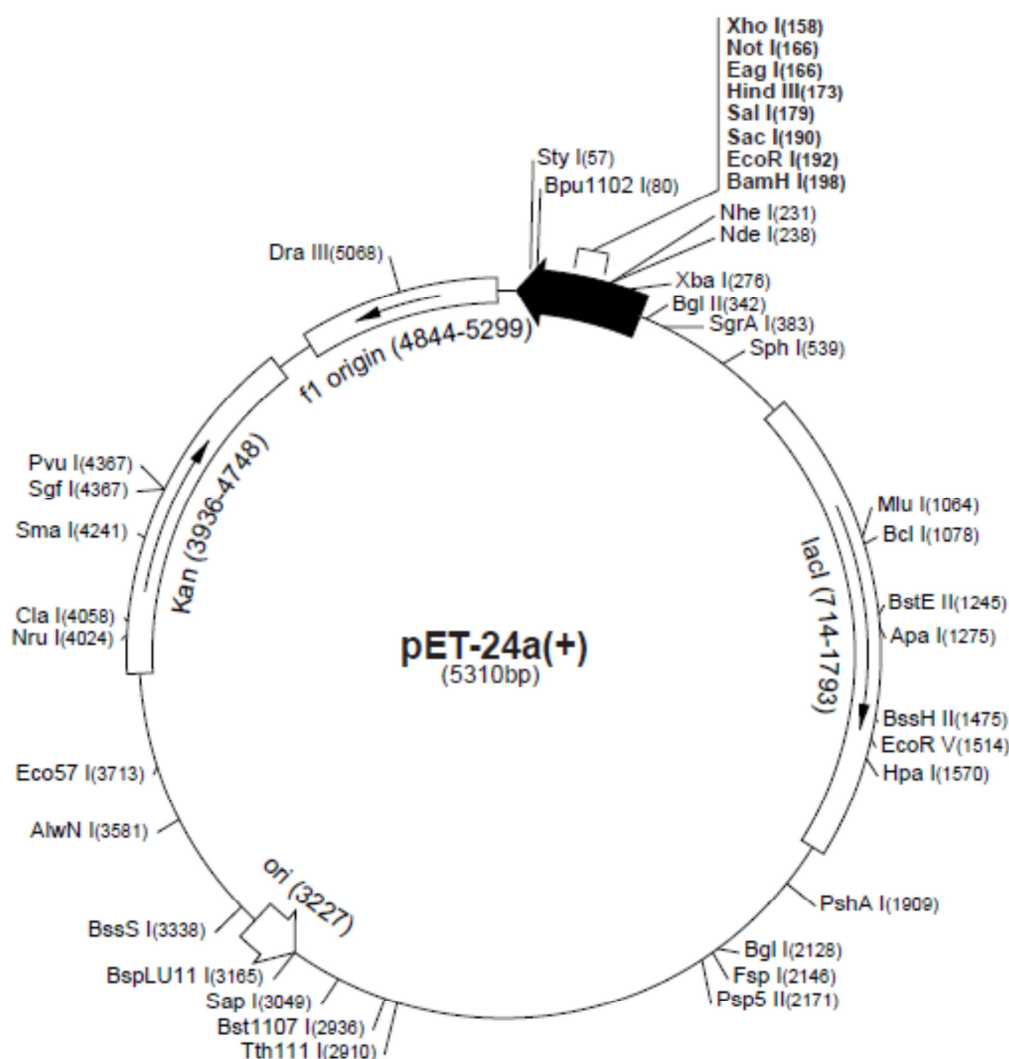 Xho I(158)
Not I(166)
Eag I(166)
Hind III(173)
Sal I(179)
Sac I(190)
EcoR I(192)
BamH I(198)
Sty I(57)
Bpu1102 I(80)
Nhe I(231)
Nde I(238)
Xba I(276)
Bgl II(342)
SgrA I(383)
Sph I(539)
Dra III(5068)
f1 origin (4844-5299)
Pvu I(4367)
Sgf I(4367)
Sma I(4241)
Cla I(4058)
Nru I(4024)
Kan (3936-4748)
lacI (714-1793)
Mlu I(1064)
Bcl I(1078)
BstE II(1245)
Apa I(1275)
BssH II(1475)
EcoR V(1514)
Hpa I(1570)
pET-24a(+)
(5310bp)
Eco57 I(3713)
AlwN I(3581)
ori (3227)
BssS I(3338)
BspLU11 I(3165)
Sap I(3049)
Bst1107 I(2936)
Tth111 I(2910)
PshA I(1909)
Bgl I(2128)
Fsp I(2146)
Psp5 II(2171)